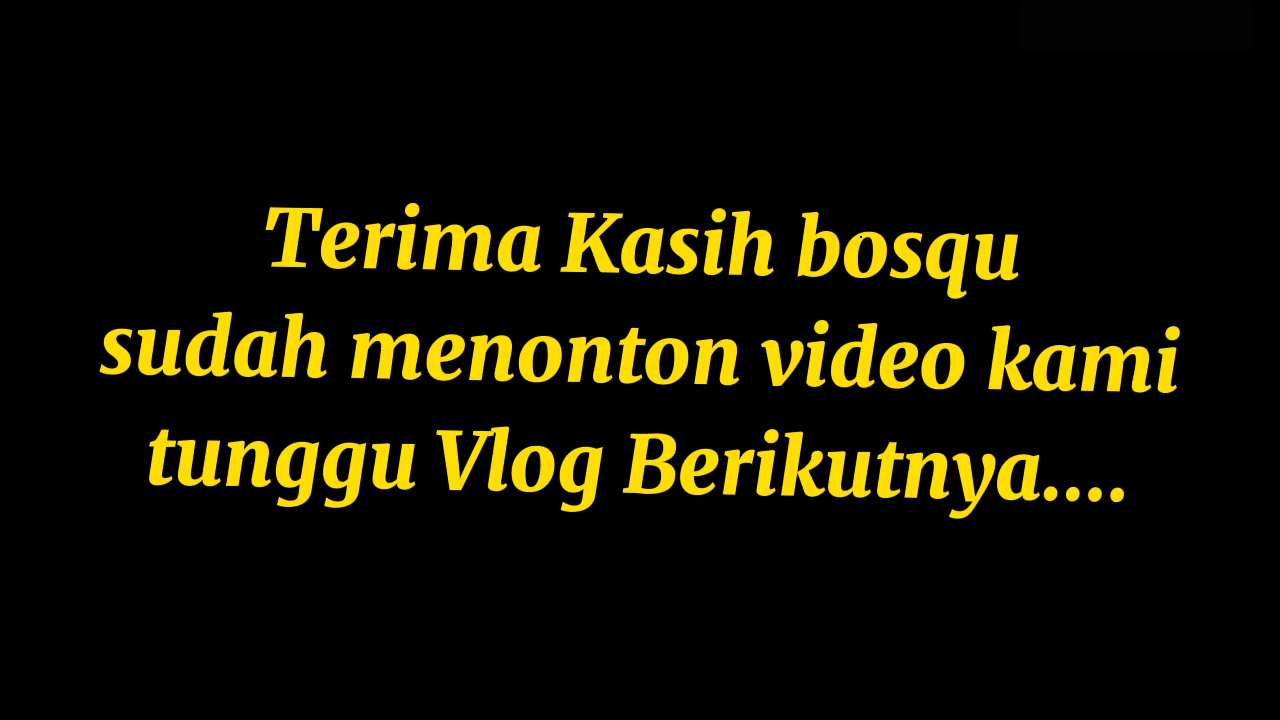 Terima Kasih bosqu
sudah menonton video kami
tunggu Vlog Berikutnya....